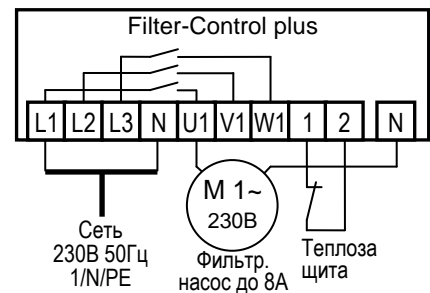 Filter-Control plus
L1 L2 L3 N U1 V1 W1 1 2 N
M 1~
230В
Сеть
230В 50Гц
1/N/PE
Фильтр.
насос до 8А
Теплоза
щита